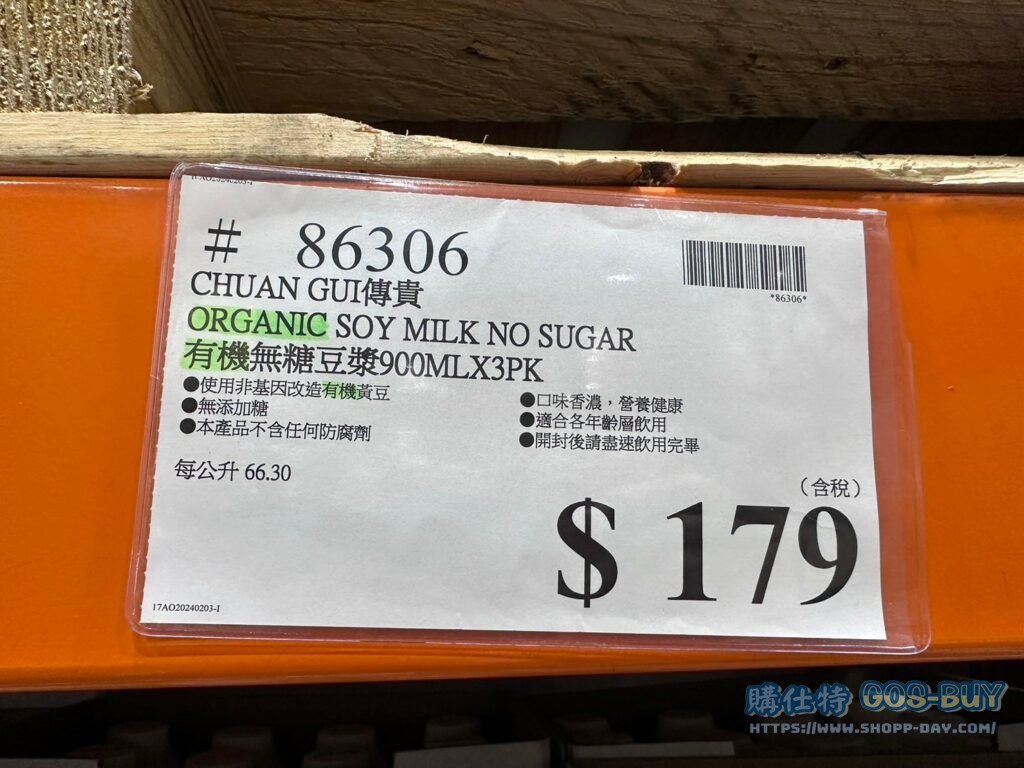 17AO20240203-I
# 86306
*86306*
CHUAN GUI傳貴
ORGANIC SOY MILK NO SUGAR
有機無糖豆漿900MLX3PK
●使用非基因改造有機黃豆
●無添加糖
●本產品不含任何防腐劑
●口味香濃，營養健康
●適合各年齡層飲用
●開封後請盡速飲用完畢
每公升 66.30
（含稅）
$ 179
17AO20240203-I
購仕特 GOS-BUY
HTTPS://WWW.SHOPP-DAY.COM/